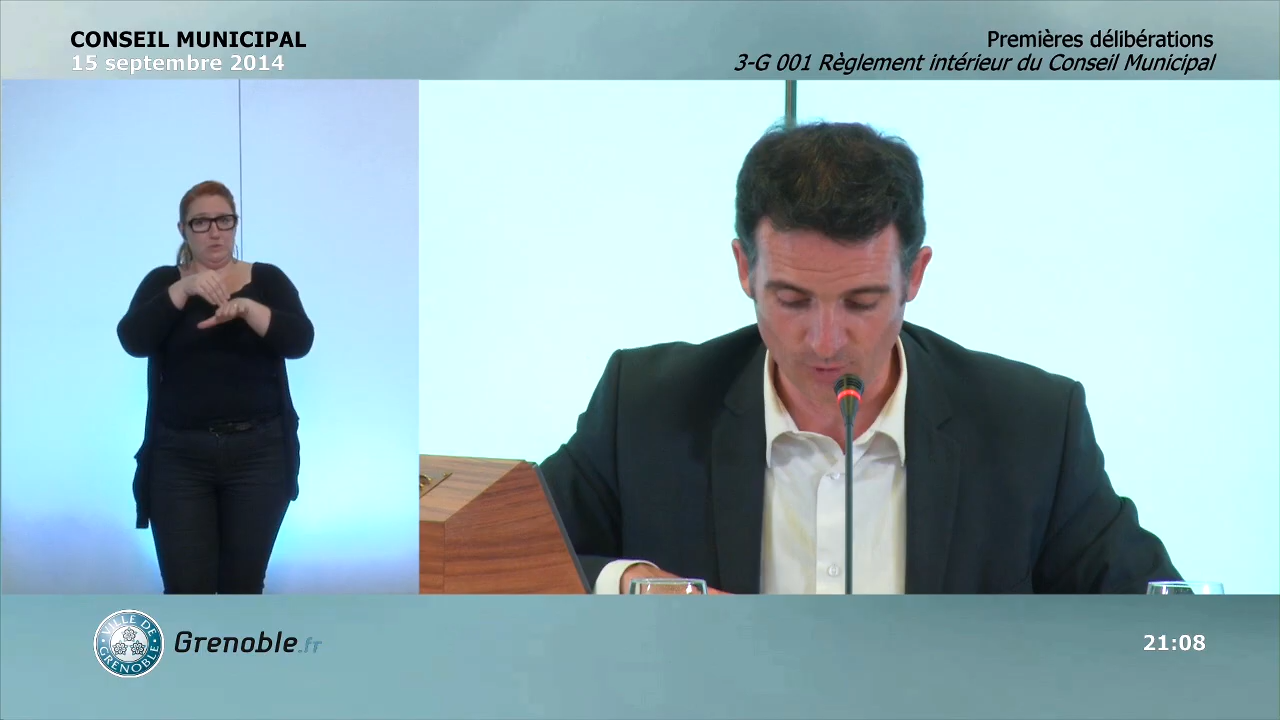 CONSEIL MUNICIPAL
15 septembre 2014
Premières délibérations
3-G 001 Règlement intérieur du Conseil Municipal
VILLE DE
GRENOBLE
Grenoble.fr
21:08